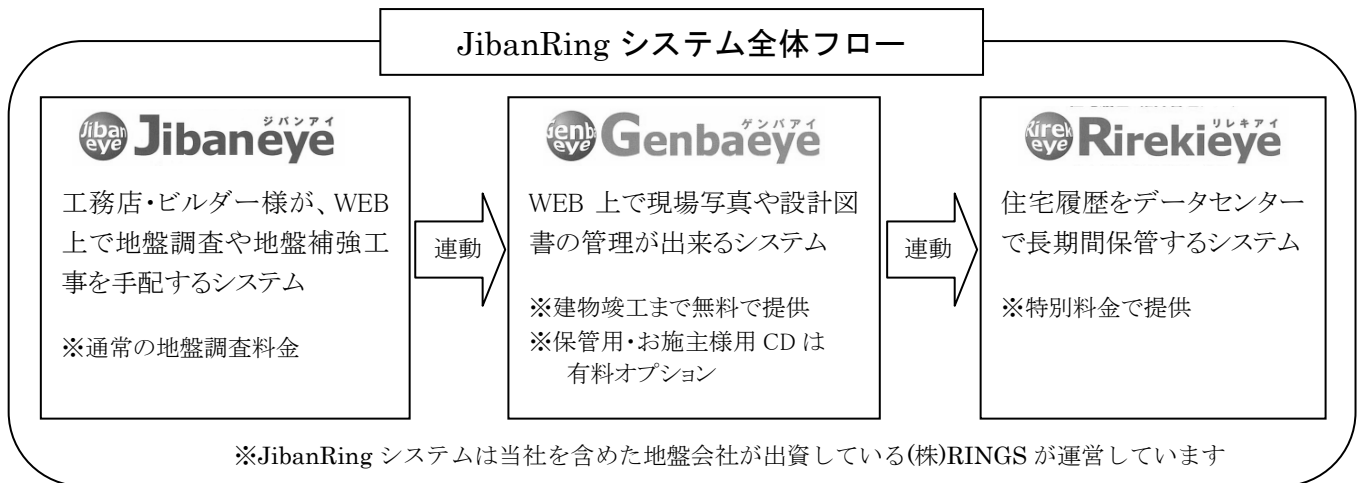 JibanRing システム全体フロー
Jiban
eye
ジバンアイ
Jibaneye
工務店・ビルダー様が、WEB
上で地盤調査や地盤補強工
事を手配するシステム
※通常の地盤調査料金
連動
Genba
eye
ゲンバアイ
Genbaeye
WEB 上で現場写真や設計図
書の管理が出来るシステム
※建物竣工まで無料で提供
※保管用・お施主様用 CD は
有料オプション
連動
Rireki
eye
リレキアイ
Rirekieye
住宅履歴をデータセンター
で長期間保管するシステム
※特別料金で提供
※JibanRing システムは当社を含めた地盤会社が出資している(株)RINGS が運営しています